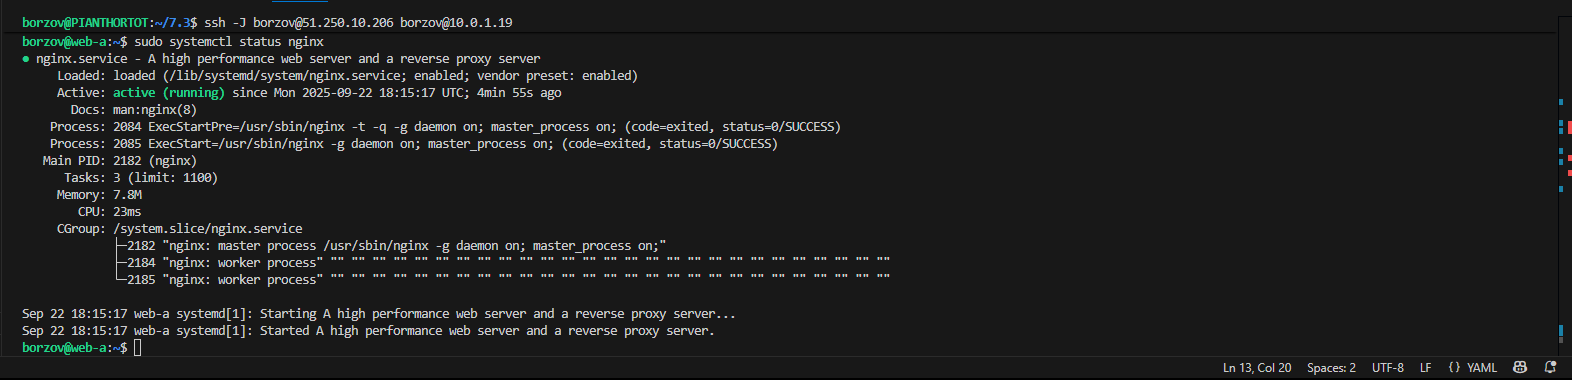 borzov@PIANTHORTOT:~/7.3$ ssh -J borzov@51.250.10.206 borzov@10.0.1.19
borzov@web-a:~$ sudo systemctl status nginx
● nginx.service - A high performance web server and a reverse proxy server
Loaded: loaded (/lib/systemd/system/nginx.service; enabled; vendor preset: enabled)
Active: active (running) since Mon 2025-09-22 18:15:17 UTC; 4min 55s ago
Docs: man:nginx(8)
Process: 2084 ExecStartPre=/usr/sbin/nginx -t -q -g daemon on; master_process on; (code=exited, status=0/SUCCESS)
Process: 2085 ExecStart=/usr/sbin/nginx -g daemon on; master_process on; (code=exited, status=0/SUCCESS)
Main PID: 2182 (nginx)
Tasks: 3 (limit: 1100)
Memory: 7.8M
CPU: 23ms
CGroup: /system.slice/nginx.service
├─2182 "nginx: master process /usr/sbin/nginx -g daemon on; master_process on;"
├─2184 "nginx: worker process" "" "" "" "" "" "" "" "" "" "" "" "" "" "" "" "" "" "" "" "" "" "" "" "" "" "" ""
└─2185 "nginx: worker process" "" "" "" "" "" "" "" "" "" "" "" "" "" "" "" "" "" "" "" "" "" "" "" "" "" "" ""
Sep 22 18:15:17 web-a systemd[1]: Starting A high performance web server and a reverse proxy server...
Sep 22 18:15:17 web-a systemd[1]: Started A high performance web server and a reverse proxy server.
borzov@web-a:~$
Ln 13, Col 20 Spaces: 2 UTF-8 LF {} YAML